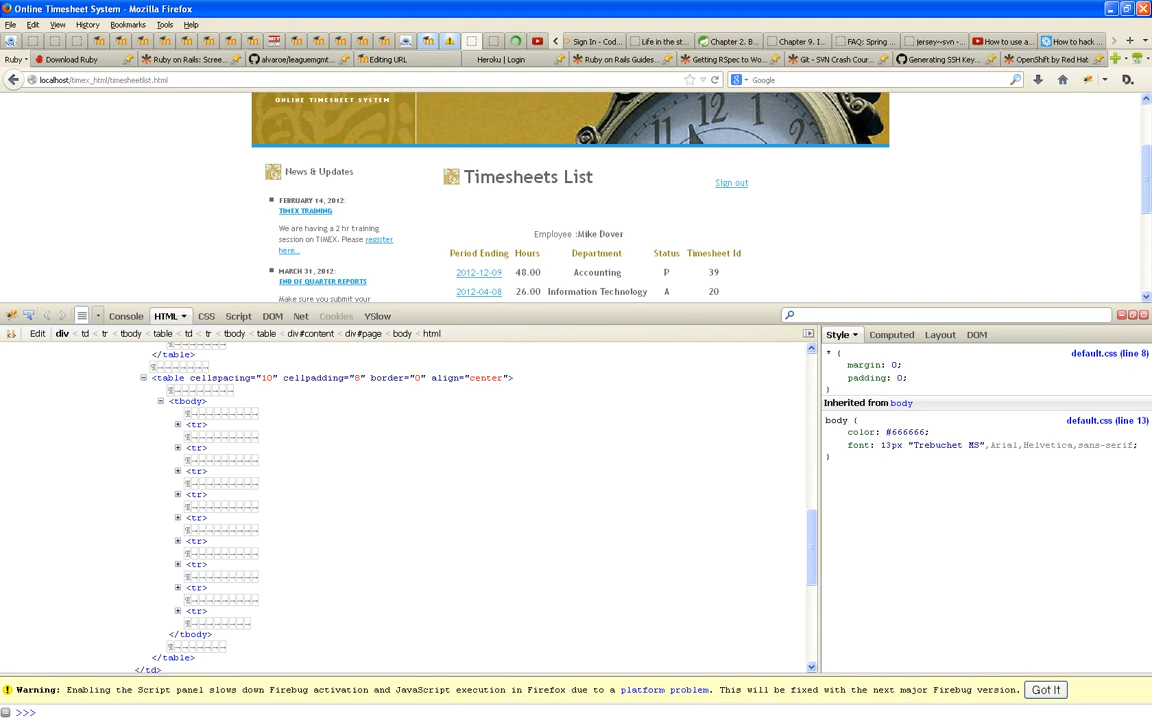 Online Timesheet System - Mozilla Firefox
File Edit View History Bookmarks Tools Help
Sign In - Cod... Life in the st... Chapter 2. B... Chapter 9. I... FAQ: Spring ... jersey~svn -... How to use a... How to hack ...
Ruby Download Ruby Ruby on Rails: Scree... alvaroe/leaguemgmt... Editing URL Heroku | Login Ruby on Rails Guides... Getting RSpec to Wo... Git - SVN Crash Cour... Generating SSH Key... OpenShift by Red Hat
localhost/timex_html/timesheetlist.html Google
ONLINE TIMESHEET SYSTEM
11 12 1
News & Updates
Timesheets List
Sign out
FEBRUARY 14, 2012:
TIMEX TRAINING
We are having a 2 hr training
session on TIMEX. Please register
here...
MARCH 31, 2012:
END OF QUARTER REPORTS
Make sure you submit your
Employee :Mike Dover
Period Ending Hours Department Status Timesheet Id
2012-12-09 48.00 Accounting P 39
2012-04-08 26.00 Information Technology A 20
Console HTML CSS Script DOM Net Cookies YSlow
Edit div < td < tr < tbody < table < td < tr < tbody < table < div#content < div#page < body < html
</table>
<table cellspacing="10" cellpadding="8" border="0" align="center">
<tbody>
<tr>
<tr>
<tr>
<tr>
<tr>
<tr>
<tr>
<tr>
<tr>
</tbody>
</table>
</td>
Style Computed Layout DOM
* { default.css (line 8)
margin: 0;
padding: 0;
}
Inherited from body
body { default.css (line 13)
color: #666666;
font: 13px "Trebuchet MS",Arial,Helvetica,sans-serif;
}
Warning: Enabling the Script panel slows down Firebug activation and JavaScript execution in Firefox due to a platform problem. This will be fixed with the next major Firebug version. Got It
>>>